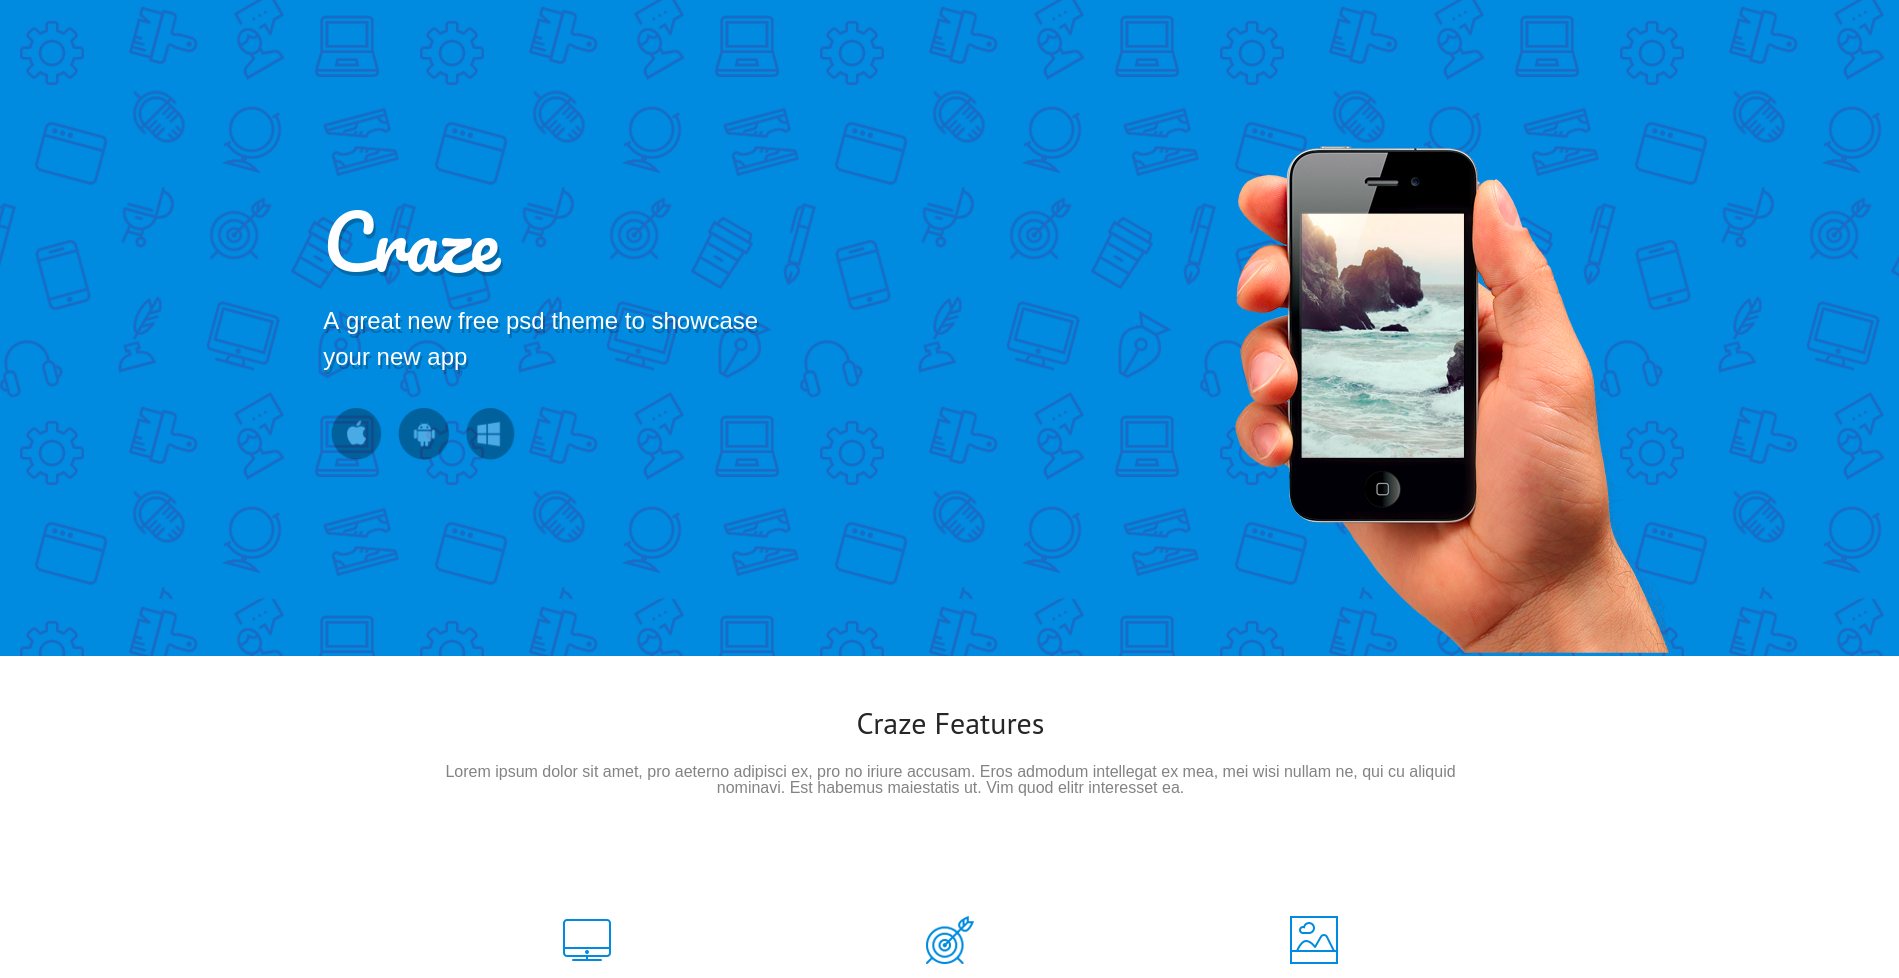 Craze
A great new free psd theme to showcase
your new app
Craze Features
Lorem ipsum dolor sit amet, pro aeterno adipisci ex, pro no iriure accusam. Eros admodum intellegat ex mea, mei wisi nullam ne, qui cu aliquid
nominavi. Est habemus maiestatis ut. Vim quod elitr interesset ea.